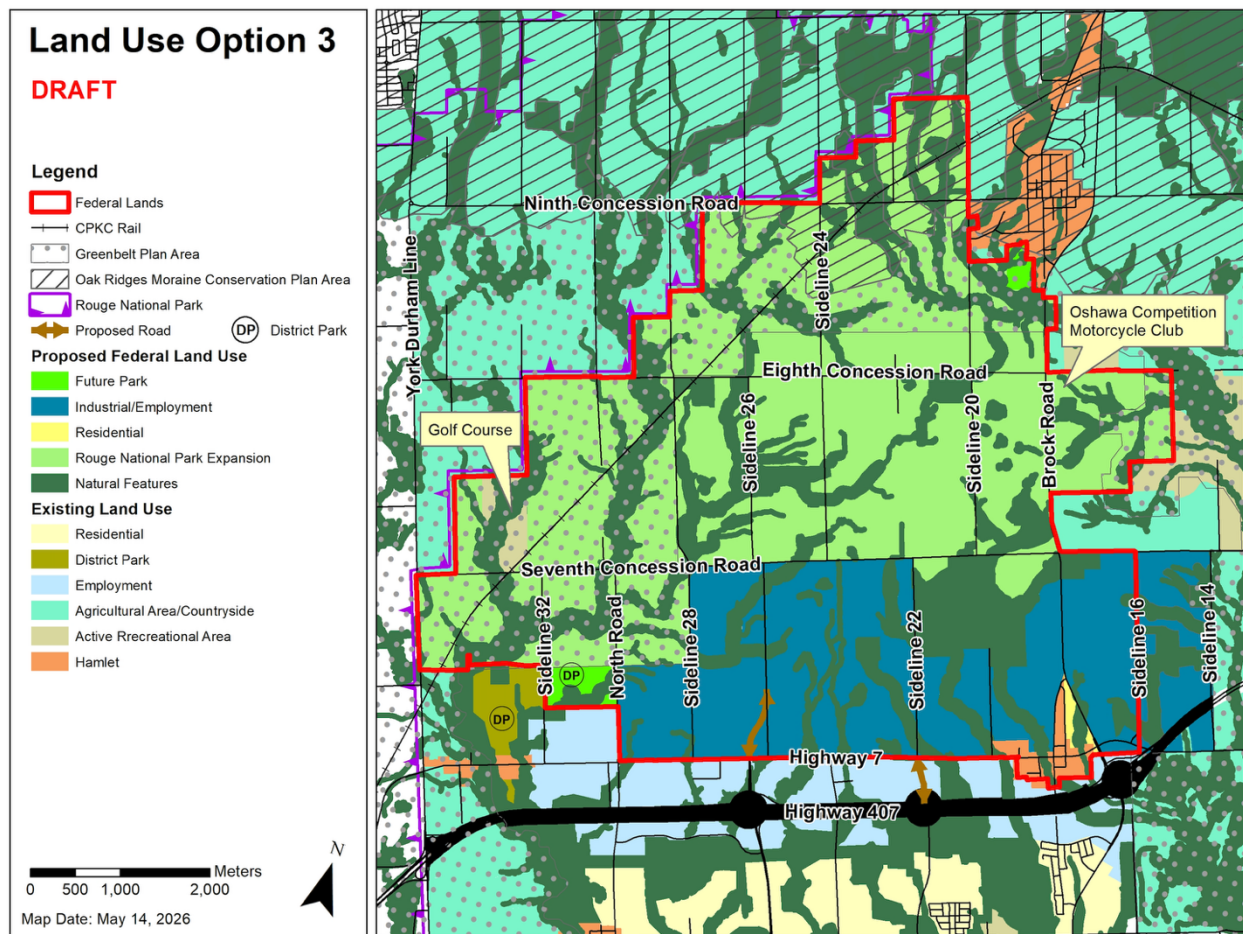 Land Use Option 3
DRAFT
Legend
Federal Lands
CPKC Rail
Greenbelt Plan Area
Oak Ridges Moraine Conservation Plan Area
Rouge National Park
Proposed Road
DP
District Park
Proposed Federal Land Use
Future Park
Industrial/Employment
Residential
Rouge National Park Expansion
Natural Features
Existing Land Use
Residential
District Park
Employment
Agricultural Area/Countryside
Active Rrecreational Area
Hamlet
Meters
0 500 1,000 2,000
N
Map Date: May 14, 2026
Ninth Concession Road
York-Durham Line
Sideline 24
Oshawa Competition
Motorcycle Club
Eighth Concession Road
Sideline 26
Sideline 20
Brock Road
Golf Course
Seventh Concession Road
Sideline 32
North Road
Sideline 28
Sideline 22
Sideline 16
Sideline 14
DP
DP
Highway 7
Highway 407